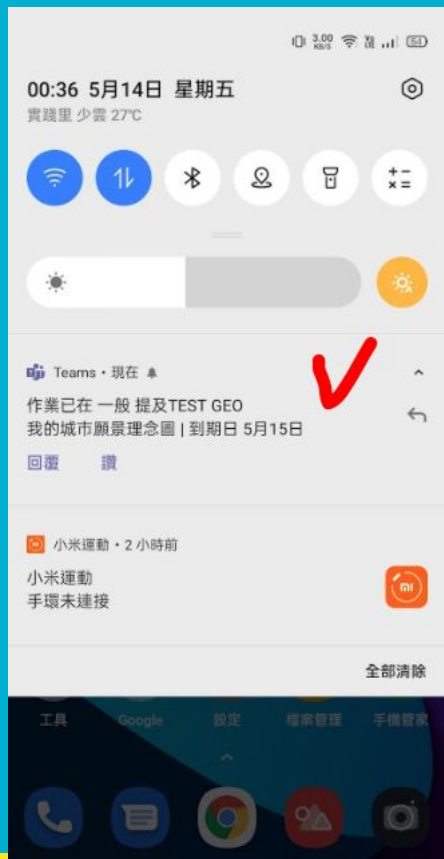 3.00
KB/S
54
00:36 5月14日 星期五
實踐里 少雲 27°C
Teams・現在
作業已在 一般 提及TEST GEO
我的城市願景理念圖 | 到期日 5月15日
回覆 讚
小米運動・2 小時前
小米運動
手環未連接
全部清除
工具 Google 設定 檔案管理 手機管家